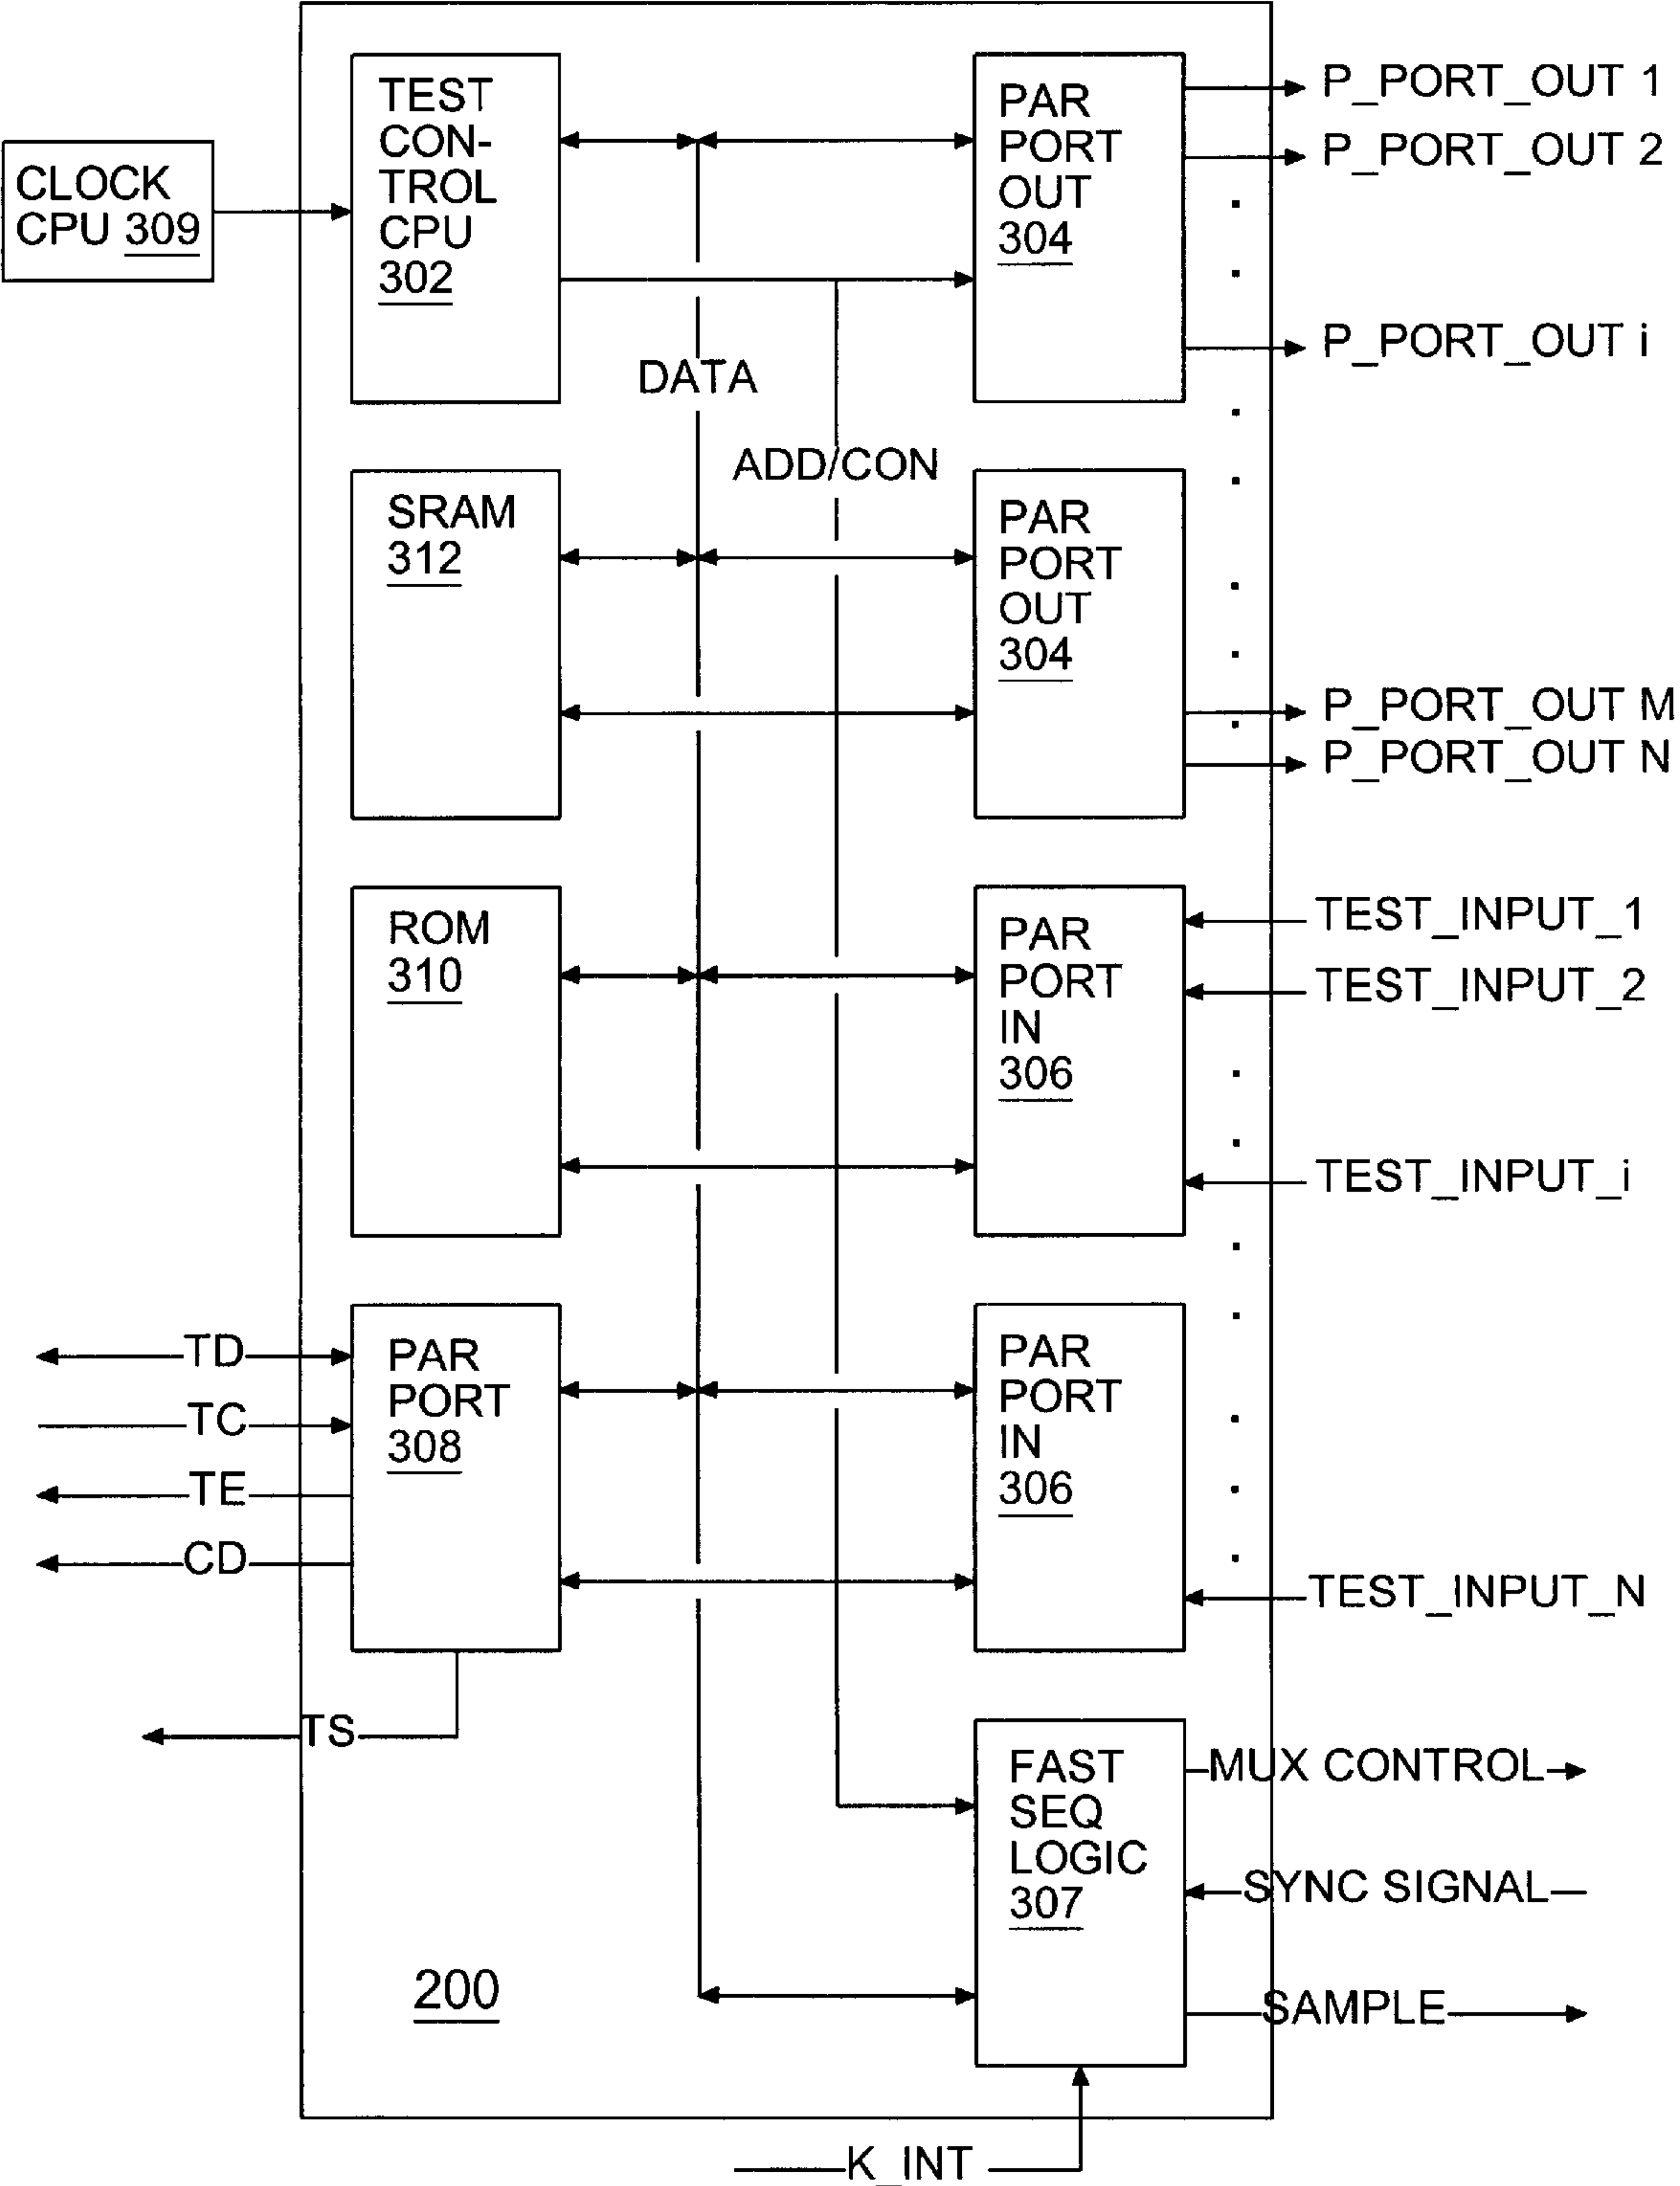 TEST
CON-
TROL
CPU
302
PAR
PORT
OUT
304
P_PORT_OUT 1
P_PORT_OUT 2
P_PORT_OUT i
CLOCK
CPU 309
DATA
ADD/CON
SRAM
312
PAR
PORT
OUT
304
P_PORT_OUT M
P_PORT_OUT N
ROM
310
PAR
PORT
IN
306
TEST_INPUT_1
TEST_INPUT_2
TEST_INPUT_i
TD
TC
TE
CD
PAR
PORT
308
PAR
PORT
IN
306
TEST_INPUT_N
TS
FAST
SEQ
LOGIC
307
MUX CONTROL
SYNC SIGNAL
SAMPLE
200
K_INT